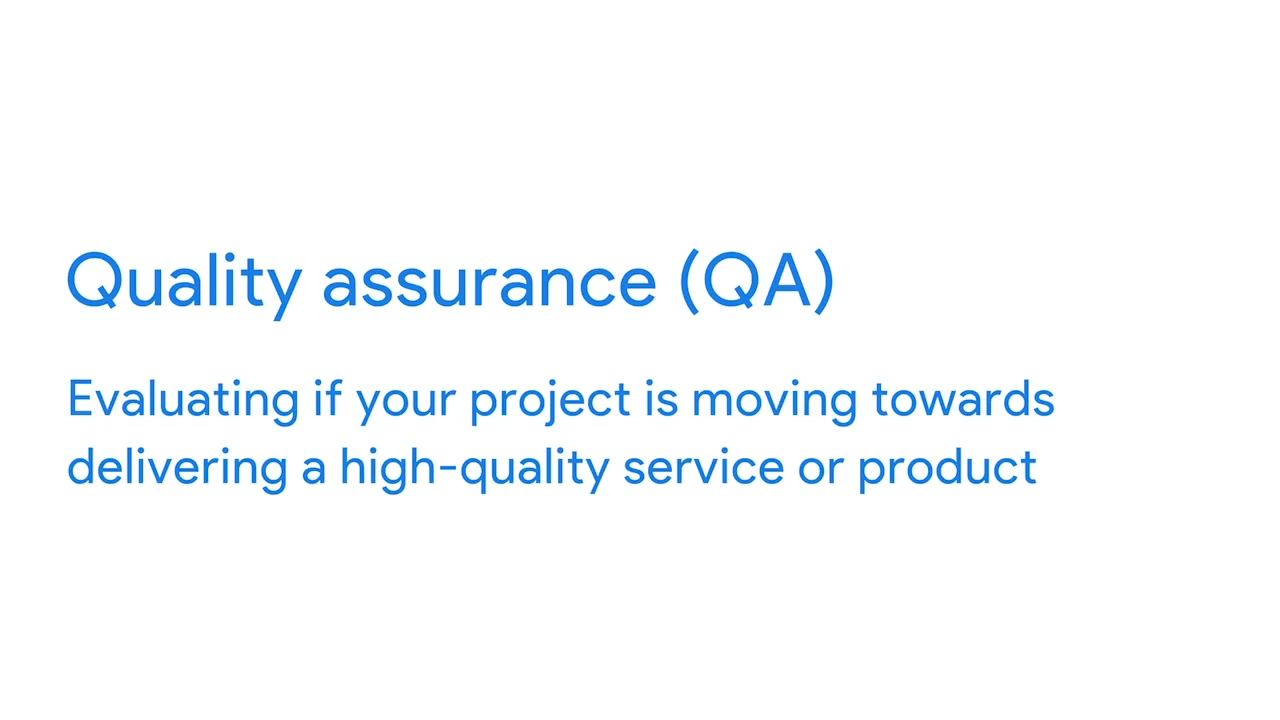 Quality assurance (QA)
Evaluating if your project is moving towards
delivering a high-quality service or product